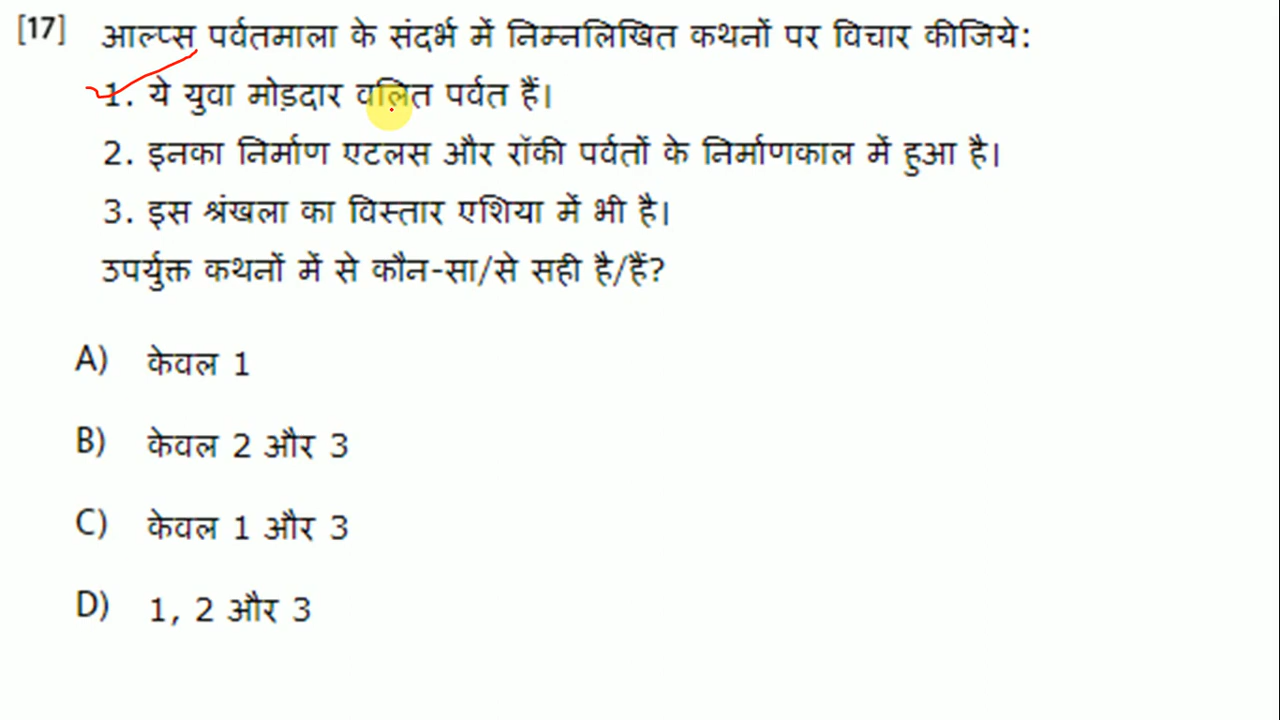 [17] आल्प्स पर्वतमाला के संदर्भ में निम्नलिखित कथनों पर विचार कीजिये:
1. ये युवा मोड़दार वलित पर्वत हैं।
2. इनका निर्माण एटलस और रॉकी पर्वतों के निर्माणकाल में हुआ है।
3. इस श्रंखला का विस्तार एशिया में भी है।
उपर्युक्त कथनों में से कौन-सा/से सही है/हैं?
A) केवल 1
B) केवल 2 और 3
C) केवल 1 और 3
D) 1, 2 और 3